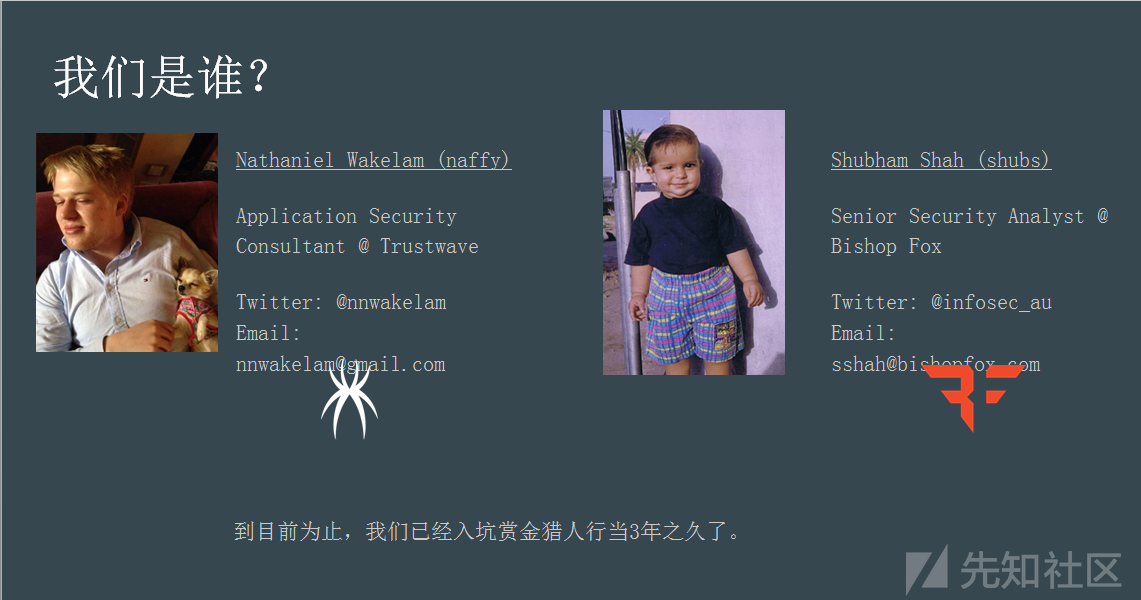 我们是谁？
Nathaniel Wakelam (naffy)
Application Security
Consultant @ Trustwave
Twitter: @nnwakelam
Email:
nnwakelam@gmail.com
Shubham Shah (shubs)
Senior Security Analyst @
Bishop Fox
Twitter: @infosec_au
Email:
sshah@bishopfox.com
到目前为止，我们已经入坑赏金猎人行当3年之久了。
先知社区